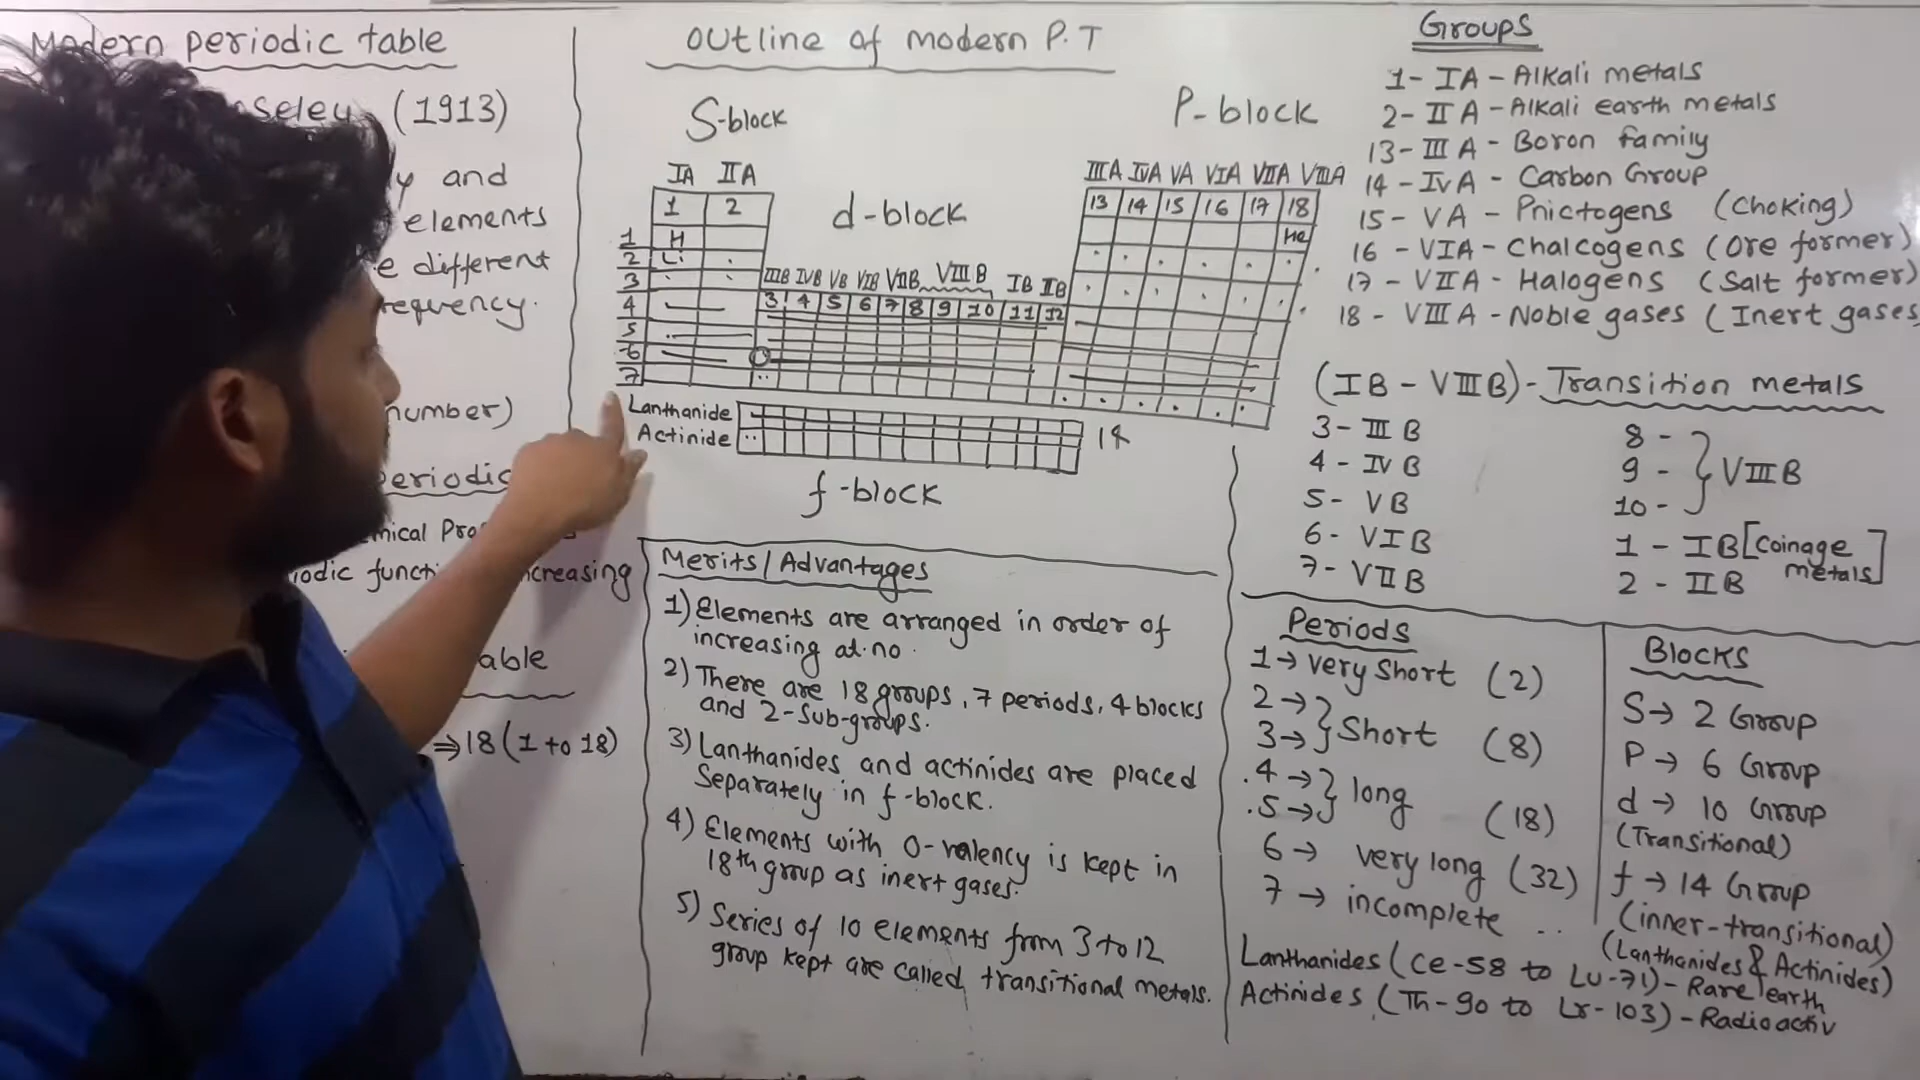 Modern periodic table
seley (1913)
y and
elements
e different
requency.
number)
eriodic
mical Pro
iodic functi increasing
able
⇒ 18 (1 to 18)
Outline of modern P.T
S-block
P-block
d-block
IA IIA
IIIA IVA VA VIA VIIA VIIIA
1 2
13 14 15 16 17 18
1 H
He
2 Li
3
IIIB IVB VB VIB VIIB VIIIB IB IIB
4
3 4 5 6 7 8 9 10 11 12
5
6
7
Lanthanide
Actinide
14
f-block
Merits/Advantages
1) Elements are arranged in order of
increasing at.no.
2) There are 18 groups, 7 periods, 4 blocks
and 2-sub-groups.
3) Lanthanides and actinides are placed
Separately in f-block.
4) Elements with 0-valency is kept in
18th group as inert gases.
5) Series of 10 elements from 3 to 12
group kept are called transitional metals.
Groups
1- IA - Alkali metals
2- IIA - Alkali earth metals
13- IIIA - Boron family
14 - IVA - Carbon Group
15 - VA - Pnictogens (Choking)
16 - VIA - Chalcogens (Ore former)
17 - VIIA - Halogens (Salt former)
18 - VIIIA - Noble gases (Inert gases
(IB - VIIIB) - Transition metals
3- IIIB
4 - IVB
5- VB
6- VIB
7- VIIB
8 -
9 - } VIIIB
10 -
1 - IB [Coinage
metals]
2 - IIB
Periods
1→ very short (2)
2→
3→} Short (8)
.4→
.5→} long (18)
6→ very long (32)
7→ incomplete ..
Blocks
S→ 2 Group
P→ 6 Group
d→ 10 Group
(Transitional)
f→ 14 Group
(inner-transitional)
(Lanthanides & Actinides)
Lanthanides (Ce-58 to Lu-71) - Rare earth
Actinides (Th-90 to Lr-103) - Radioactiv